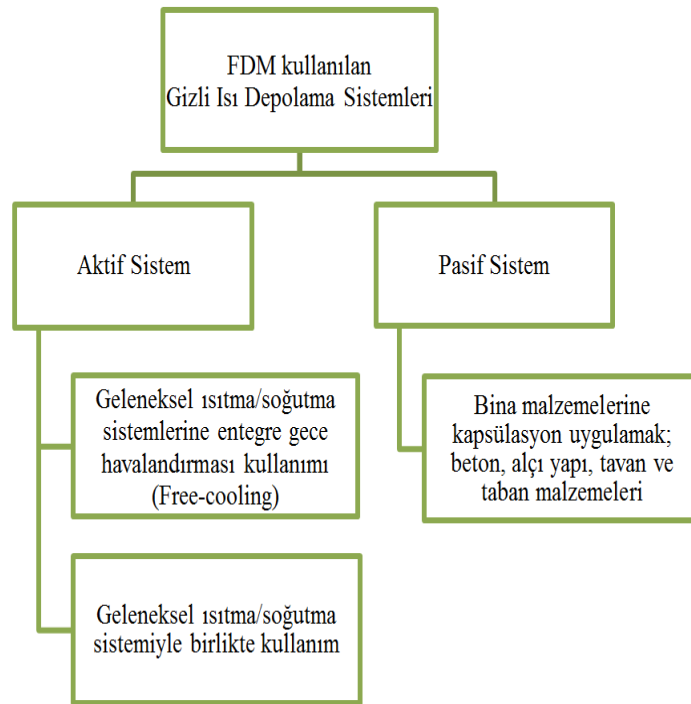 FDM kullanılan
Gizli Isı Depolama Sistemleri
Aktif Sistem
Pasif Sistem
Geleneksel ısıtma/soğutma
sistemlerine entegre gece
havalandırması kullanımı
(Free-cooling)
Geleneksel ısıtma/soğutma
sistemiyle birlikte kullanım
Bina malzemelerine
kapsülasyon uygulamak;
beton, alçı yapı, tavan ve
taban malzemeleri